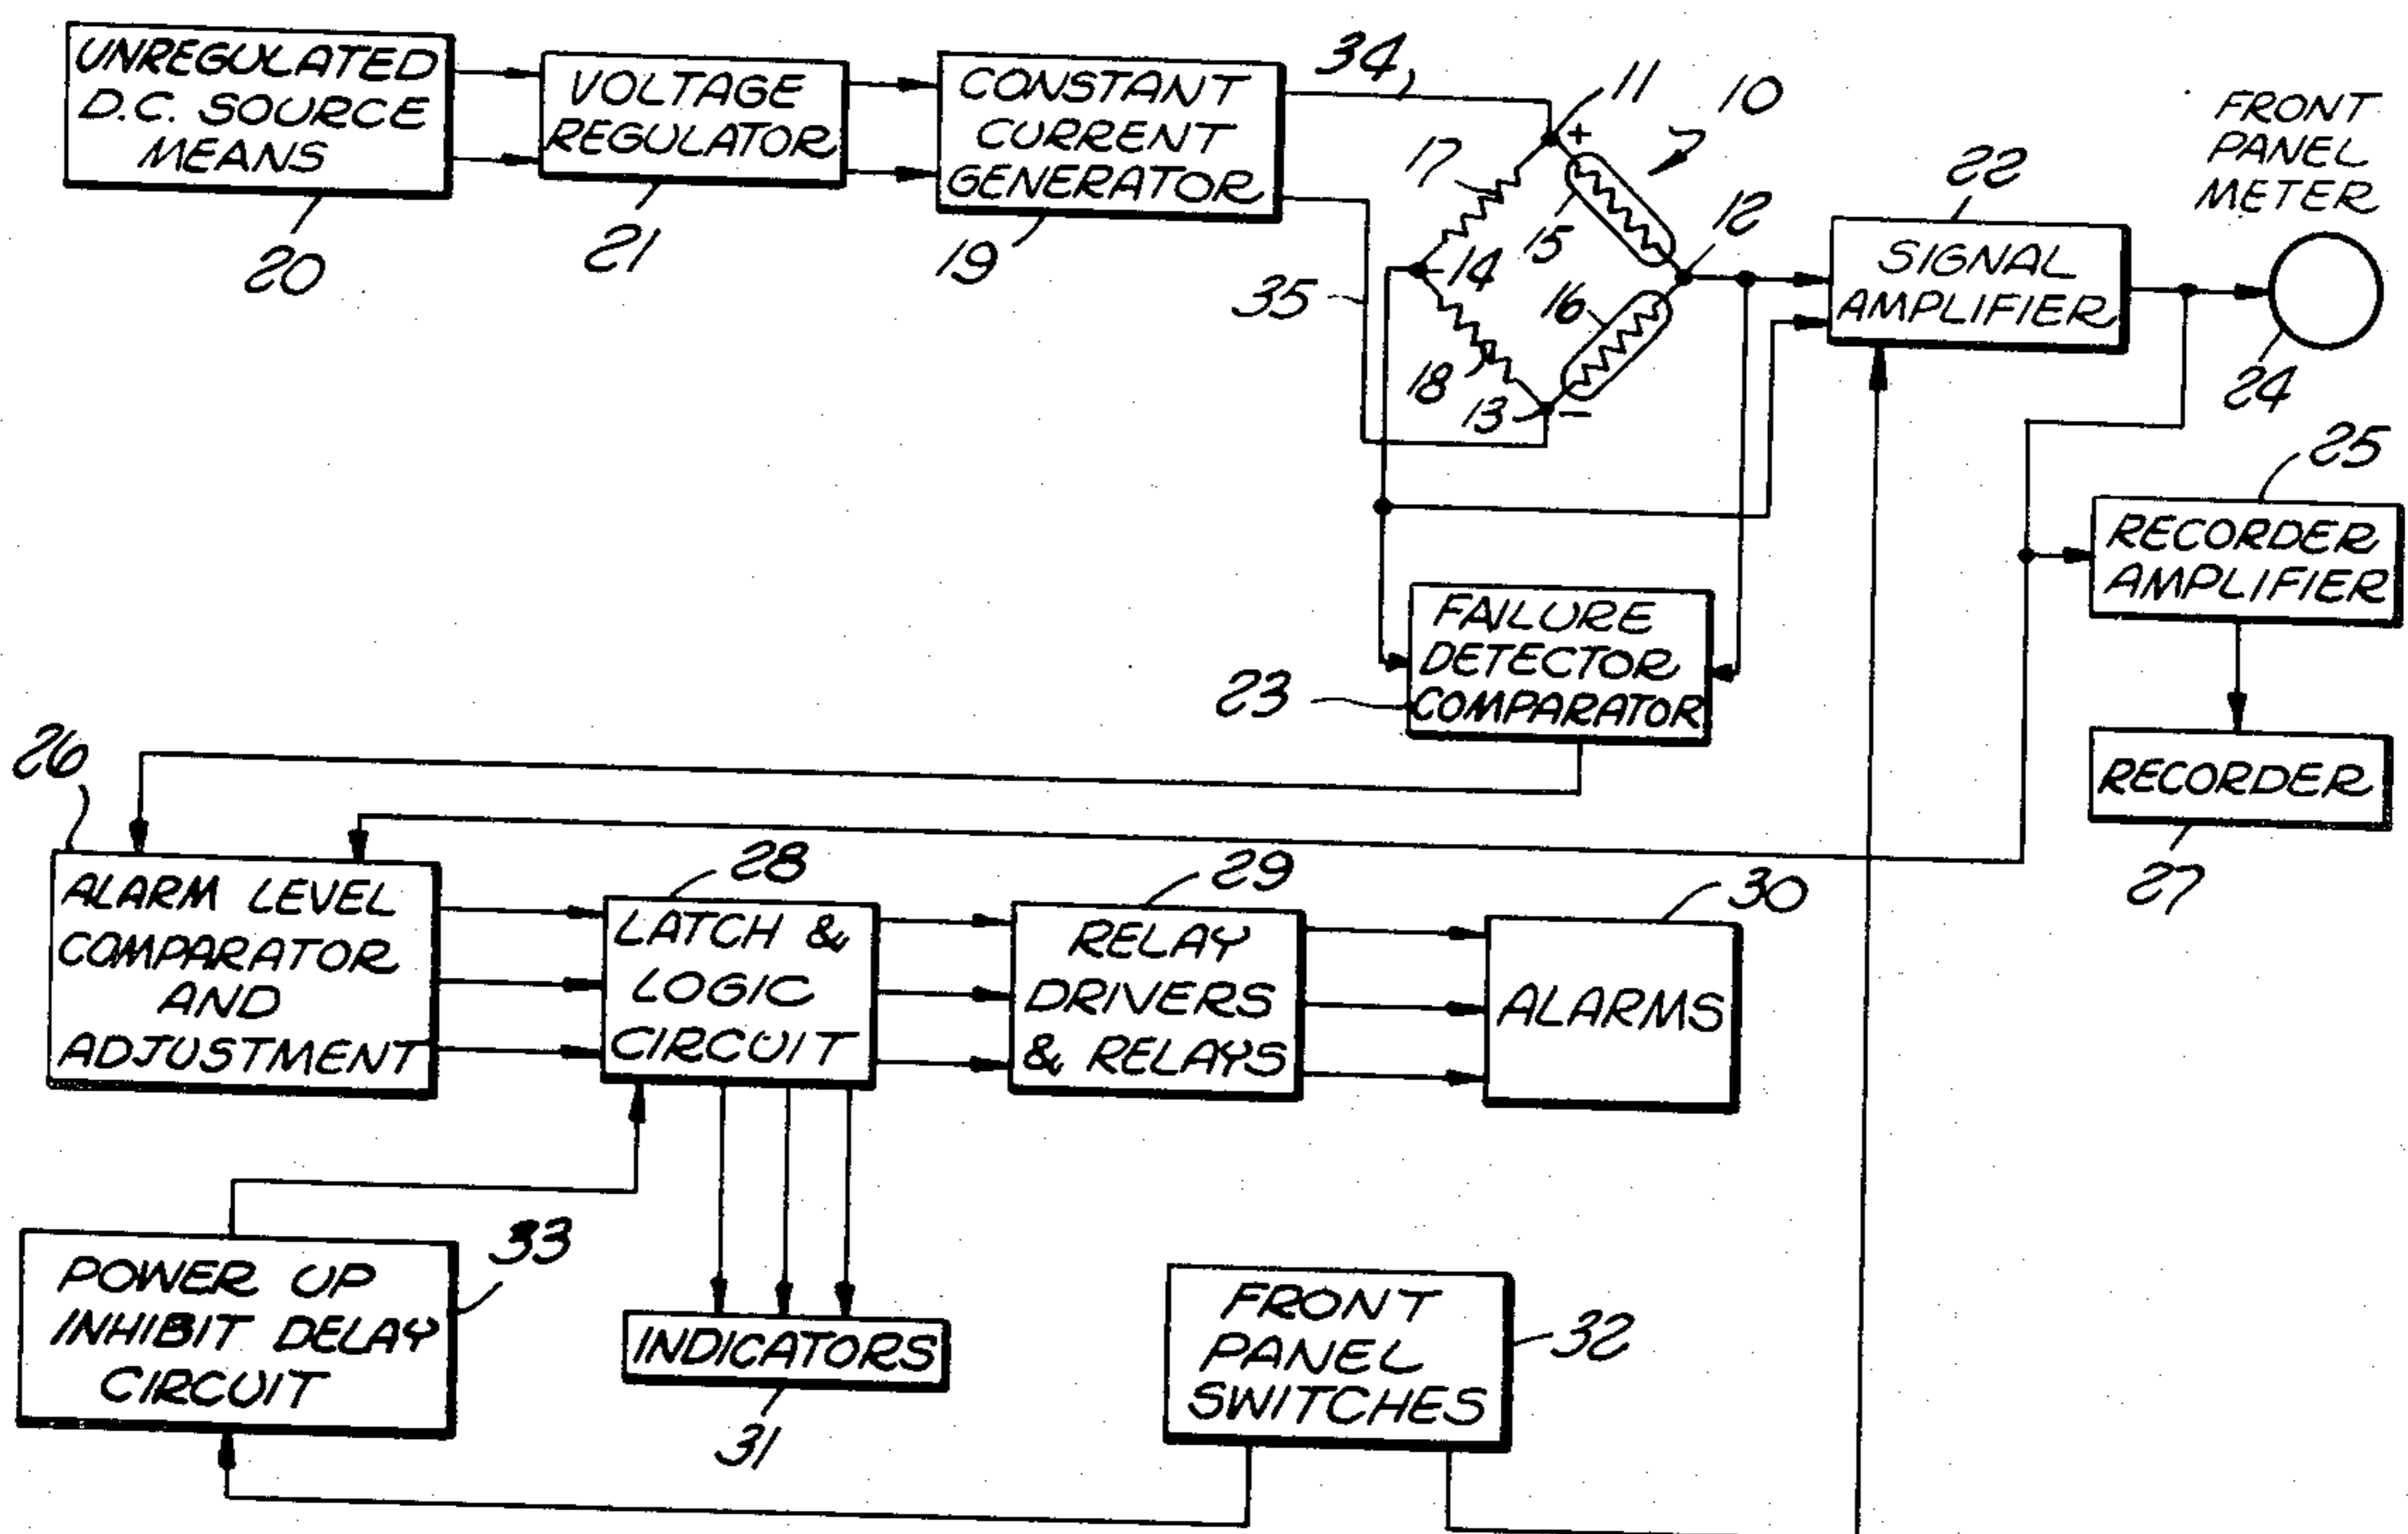 UNREGULATED
D.C. SOURCE
MEANS
20
VOLTAGE
REGULATOR
21
CONSTANT
CURRENT
GENERATOR
19
34
35
11
10
+
17
15
12
14
16
18
13
−
22
SIGNAL
AMPLIFIER
FRONT
PANEL
METER
24
25
RECORDER
AMPLIFIER
RECORDER
27
FAILURE
DETECTOR
COMPARATOR
23
26
ALARM LEVEL
COMPARATOR
AND
ADJUSTMENT
28
LATCH &
LOGIC
CIRCUIT
29
RELAY
DRIVERS
& RELAYS
30
ALARMS
33
POWER UP
INHIBIT DELAY
CIRCUIT
INDICATORS
31
FRONT
PANEL
SWITCHES
32